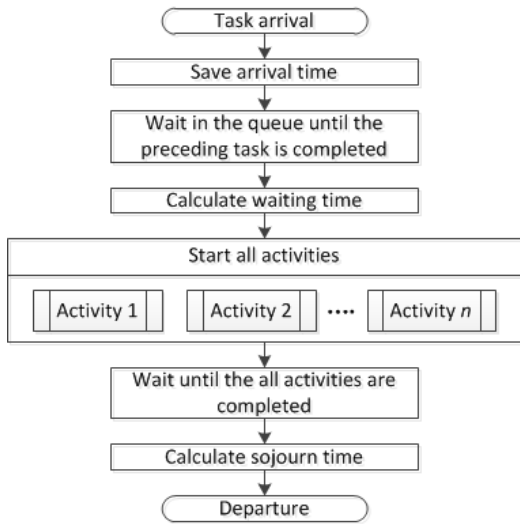 Task arrival
Save arrival time
Wait in the queue until the
preceding task is completed
Calculate waiting time
Start all activities
Activity 1 Activity 2 .... Activity n
Wait until the all activities are
completed
Calculate sojourn time
Departure